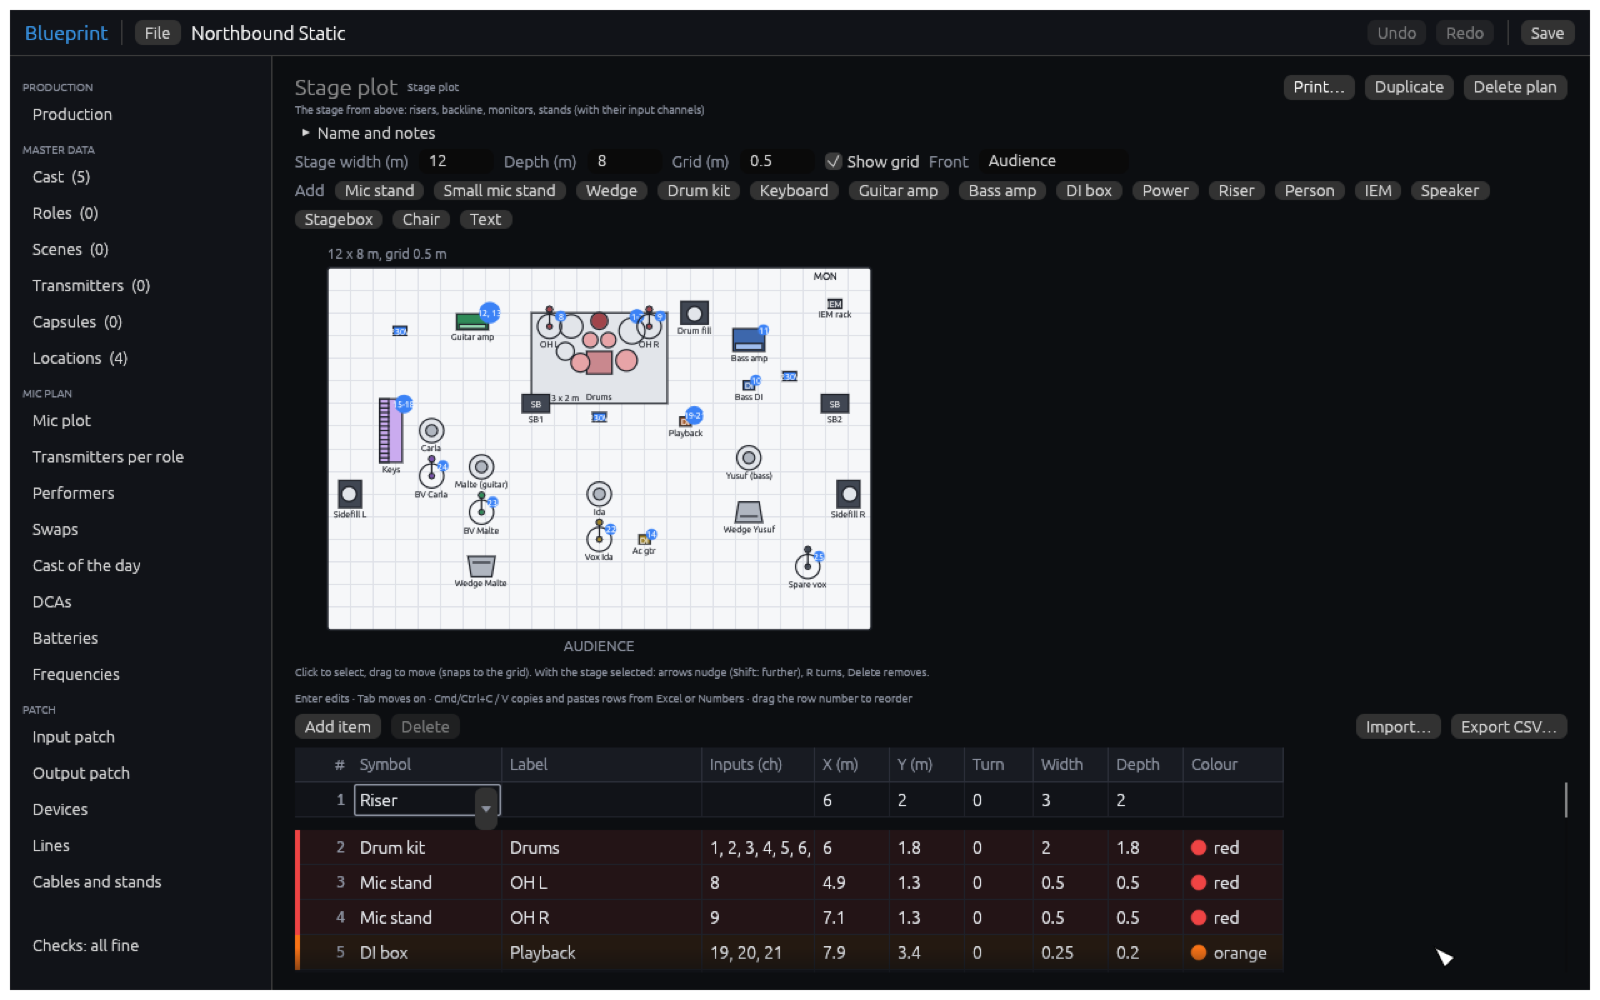 Blueprint File Northbound Static Undo Redo Save
PRODUCTION
Production
MASTER DATA
Cast (5)
Roles (0)
Scenes (0)
Transmitters (0)
Capsules (0)
Locations (4)
MIC PLAN
Mic plot
Transmitters per role
Performers
Swaps
Cast of the day
DCAs
Batteries
Frequencies
PATCH
Input patch
Output patch
Devices
Lines
Cables and stands
Checks: all fine
Stage plot Stage plot Print... Duplicate Delete plan
The stage from above: risers, backline, monitors, stands (with their input channels)
Name and notes
Stage width (m) 12 Depth (m) 8 Grid (m) 0.5 Show grid Front Audience
Add Mic stand Small mic stand Wedge Drum kit Keyboard Guitar amp Bass amp DI box Power Riser Person IEM Speaker
Stagebox Chair Text
12 x 8 m, grid 0.5 m
MON
IEM
IEM rack
Guitar amp
8
9
OH L
OH R
Drum fill
11
Bass amp
10
Bass DI
3 x 2 m Drums
SB
SB1
SB
SB2
Playback
Keys
Carla
24
BV Carla
Malte (guitar)
23
BV Malte
Wedge Malte
Ida
22
Vox Ida
14
Ac gtr
Yusuf (bass)
Wedge Yusuf
Sidefill L
Sidefill R
25
Spare vox
AUDIENCE
Click to select, drag to move (snaps to the grid). With the stage selected: arrows nudge (Shift: further), R turns, Delete removes.
Enter edits · Tab moves on · Cmd/Ctrl+C / V copies and pastes rows from Excel or Numbers · drag the row number to reorder
Add item Delete Import... Export CSV...
# Symbol Label Inputs (ch) X (m) Y (m) Turn Width Depth Colour
1 Riser 6 2 0 3 2
2 Drum kit Drums 1, 2, 3, 4, 5, 6, 6 1.8 0 2 1.8 red
3 Mic stand OH L 8 4.9 1.3 0 0.5 0.5 red
4 Mic stand OH R 9 7.1 1.3 0 0.5 0.5 red
5 DI box Playback 19, 20, 21 7.9 3.4 0 0.25 0.2 orange